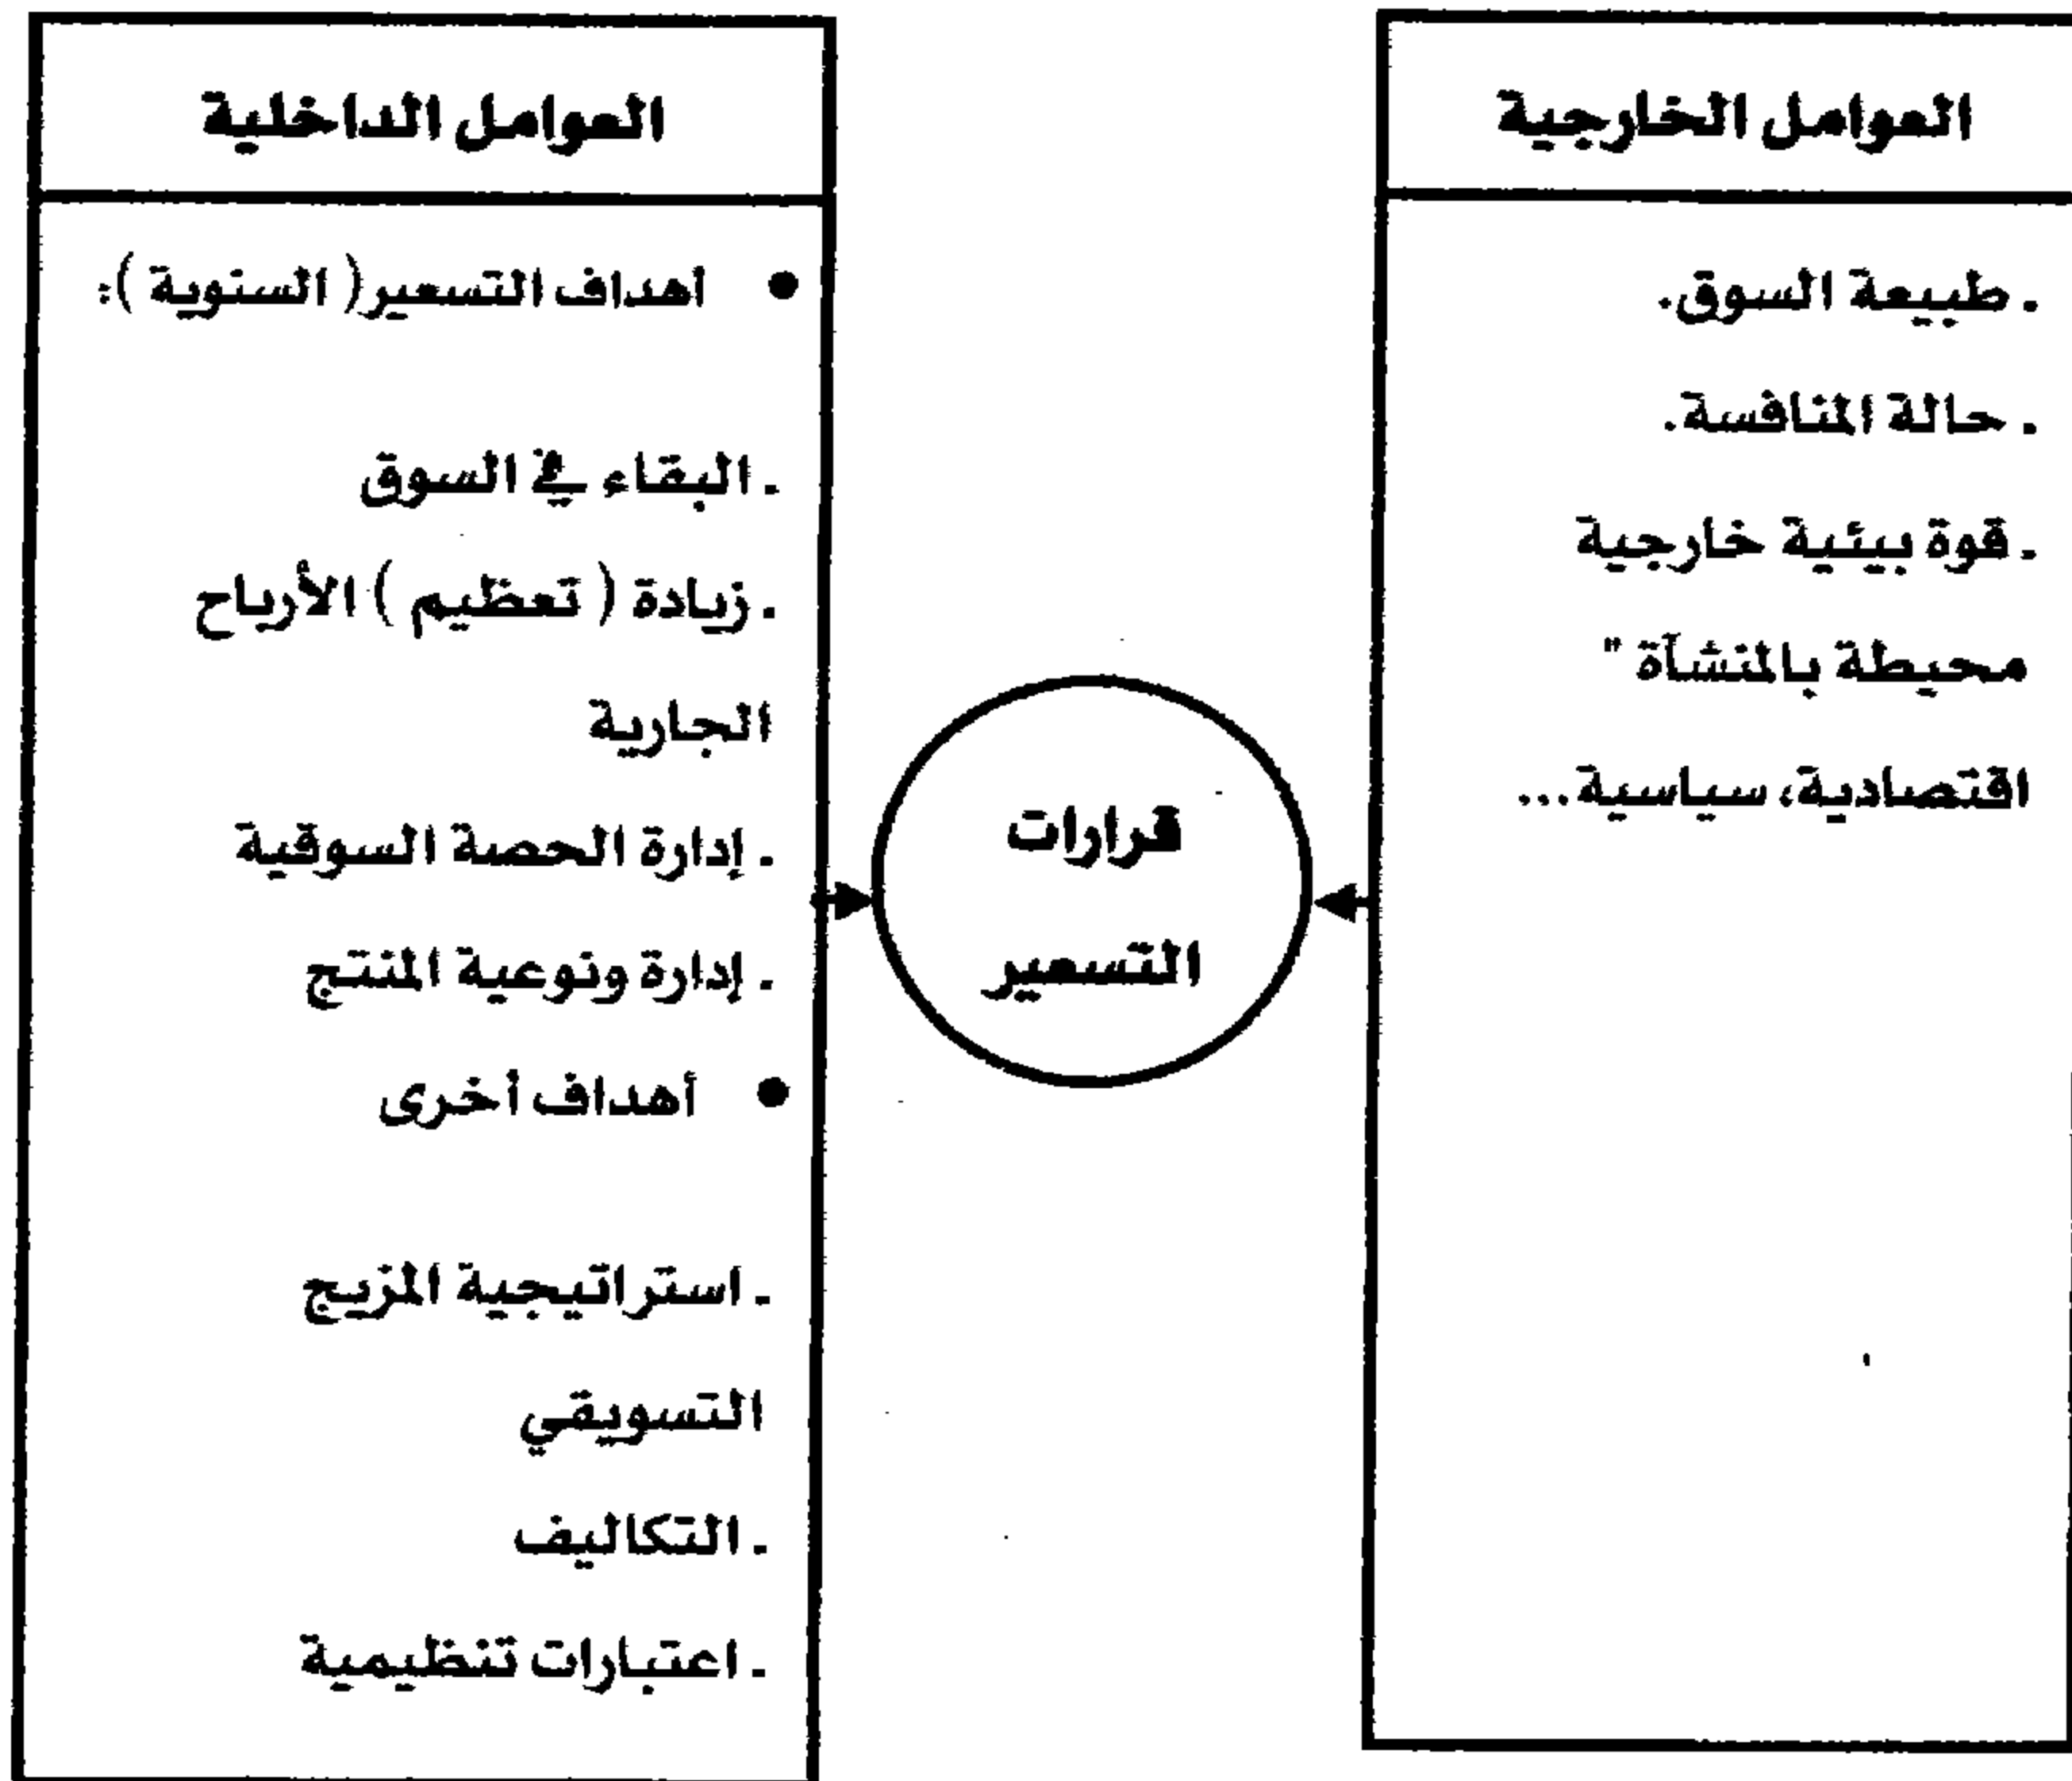 العوامل الخارجية
. طبيعة السوق.
. حالة المنافسة.
. قوة بيئية خارجية
محيطة بالمنشأة "
اقتصادية، سياسية...
قرارات
التسعير
العوامل الداخلية
• اهداف التسعير( السنوية ):
. البقاء في السوق
. زيادة ( تعظيم ) الأرباح
الجارية
. إدارة الحصة السوقية
. إدارة ونوعية المنتج
• أهداف أخرى
. استراتيجية المزيج
التسويقي
. التكاليف
. اعتبارات تنظيمية